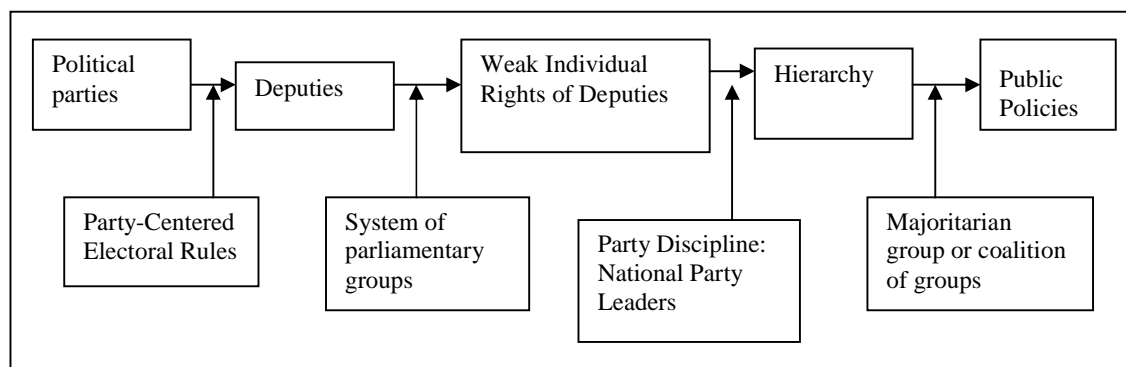 Political
parties
Deputies
Weak Individual
Rights of Deputies
Hierarchy
Public
Policies
Party-Centered
Electoral Rules
System of
parliamentary
groups
Party Discipline:
National Party
Leaders
Majoritarian
group or coalition
of groups